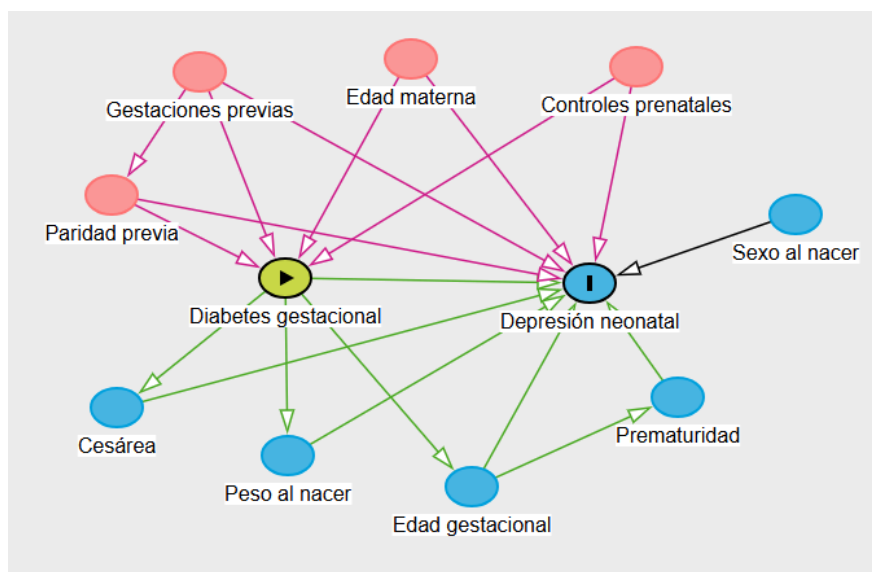 Gestaciones previas
Edad materna
Controles prenatales
Paridad previa
Sexo al nacer
Diabetes gestacional
Depresión neonatal
Cesárea
Prematuridad
Peso al nacer
Edad gestacional